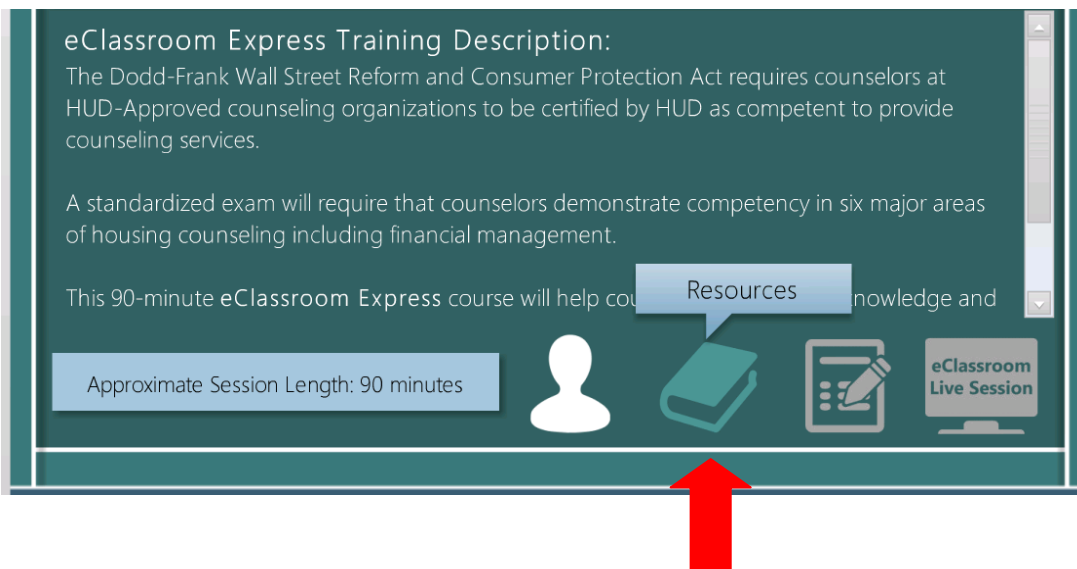 eClassroom Express Training Description:
The Dodd-Frank Wall Street Reform and Consumer Protection Act requires counselors at
HUD-Approved counseling organizations to be certified by HUD as competent to provide
counseling services.
A standardized exam will require that counselors demonstrate competency in six major areas
of housing counseling including financial management.
This 90-minute eClassroom Express course will help cou nowledge and
Resources
Approximate Session Length: 90 minutes
eClassroom
Live Session